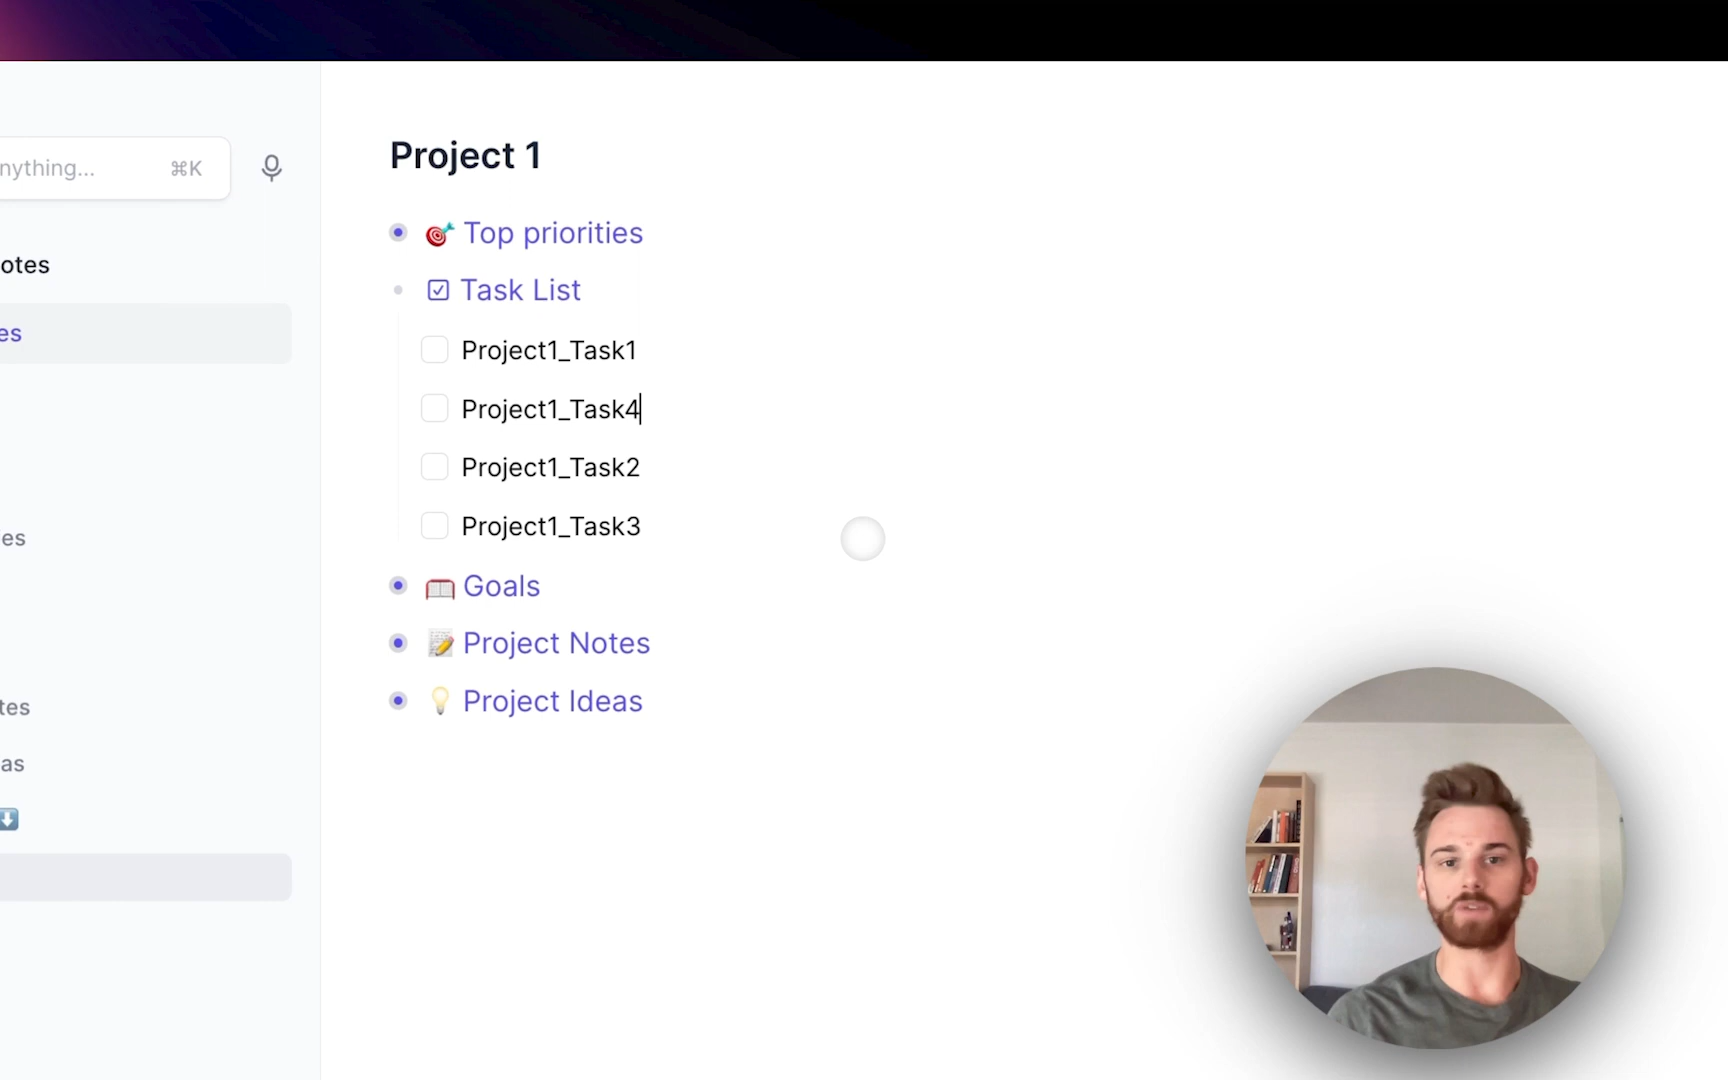 nything... ⌘K
otes
es
es
tes
as
Project 1
Top priorities
Task List
Project1_Task1
Project1_Task4
Project1_Task2
Project1_Task3
Goals
Project Notes
Project Ideas